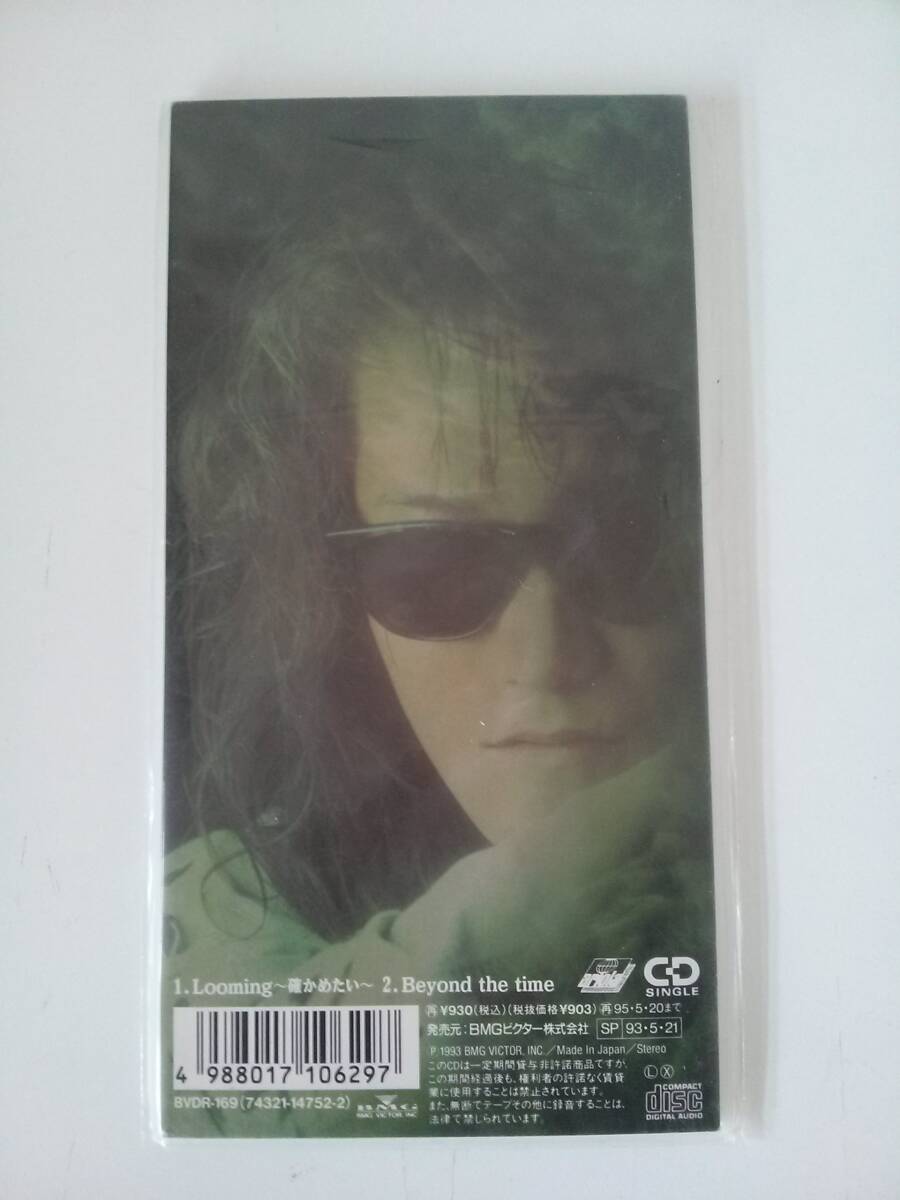 1.Looming～確かめたい～ 2.Beyond the time
ariola
CD
SINGLE
再¥930(税込)(税抜価格¥903)再95・5・20まで
発売元:BMGビクター株式会社 SP 93・5・21
Ⓟ1993 BMG VICTOR, INC.／Made In Japan／Stereo
このCDは一定期間貸与非許諾商品ですが、
この期間経過後も、権利者の許諾なく賃貸
業に使用することは禁止されています。
また、無断でテープその他に録音することは、
法律で禁じられています。
Ⓛ Ⓧ
COMPACT
disc
DIGITAL AUDIO
4 988017 106297
BVDR-169(74321-14752-2)
BMG
BMG VICTOR, INC.